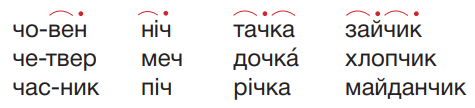 чо-вен ніч тачка зайчик
че-твер меч дочка́ хлопчик
час-ник піч річка майданчик